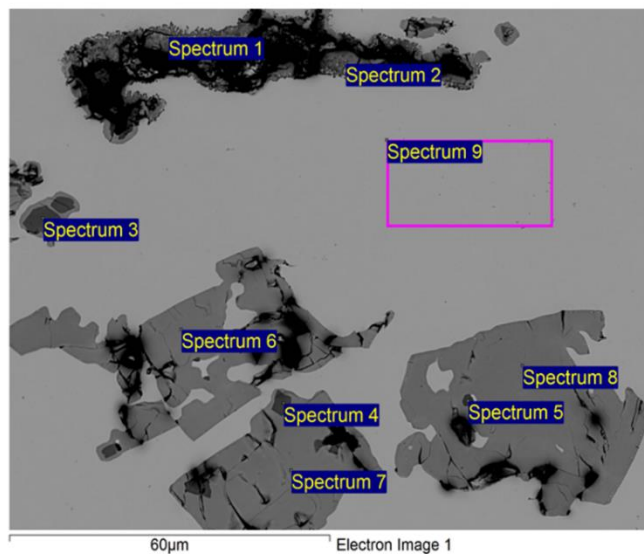 Spectrum 1
Spectrum 2
Spectrum 9
Spectrum 3
Spectrum 6
Spectrum 8
Spectrum 4
Spectrum 5
Spectrum 7
60µm
Electron Image 1